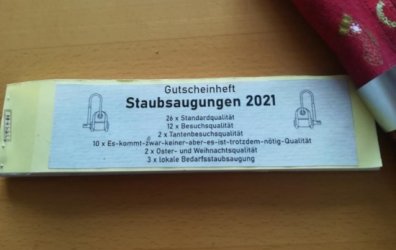 Gutscheinheft
Staubsaugungen 2021
26 x Standardqualität
12 x Besuchsqualität
2 x Tantenbesuchsqualität
10 x Es-kommt-zwar-keiner-aber-es-ist-trotzdem-nötig-Qualität
2 x Oster- und Weihnachtsqualität
3 x lokale Bedarfsstaubsaugung